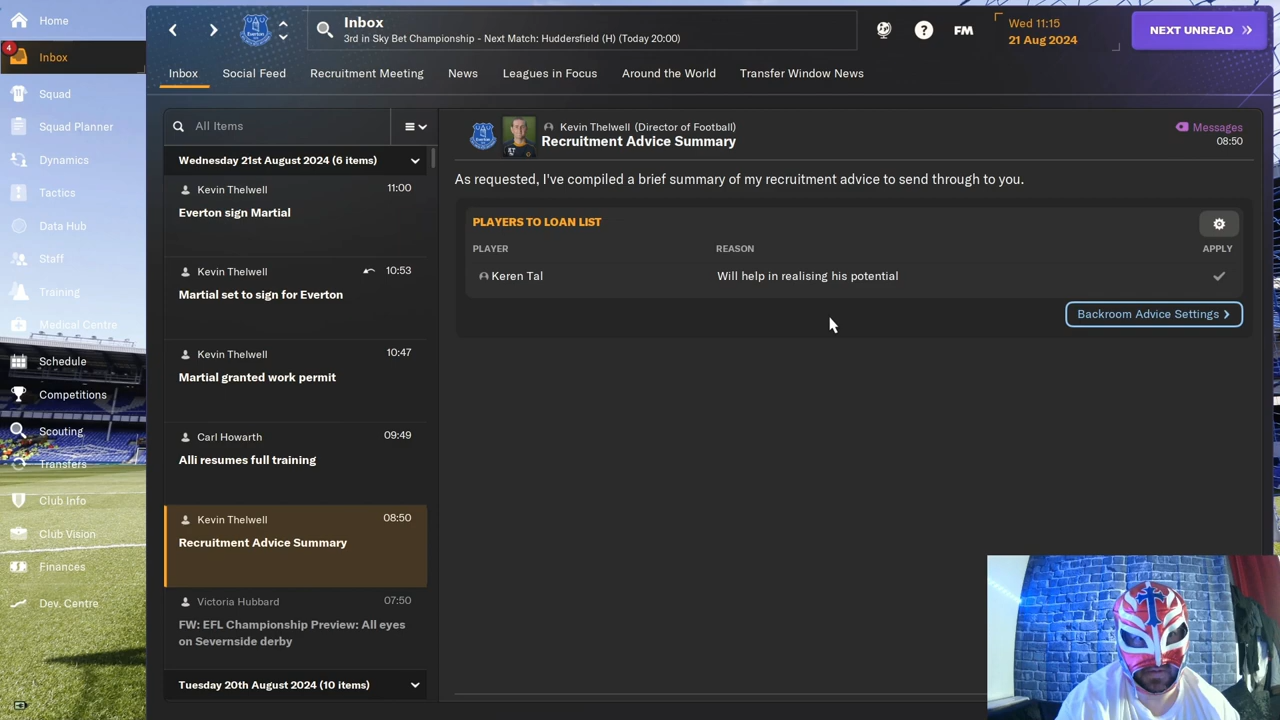 Home
4
Inbox
Squad
Squad Planner
Dynamics
Tactics
Data Hub
Staff
Training
Medical Centre
Schedule
Competitions
Scouting
Transfers
Club Info
Club Vision
Finances
Dev. Centre
Everton
Inbox
3rd in Sky Bet Championship - Next Match: Huddersfield (H) (Today 20:00)
?
FM
Wed 11:15
21 Aug 2024
NEXT UNREAD
Inbox
Social Feed
Recruitment Meeting
News
Leagues in Focus
Around the World
Transfer Window News
All Items
Wednesday 21st August 2024 (6 items)
Kevin Thelwell 11:00
Everton sign Martial
Kevin Thelwell 10:53
Martial set to sign for Everton
Kevin Thelwell 10:47
Martial granted work permit
Carl Howarth 09:49
Alli resumes full training
Kevin Thelwell 08:50
Recruitment Advice Summary
Victoria Hubbard 07:50
FW: EFL Championship Preview: All eyes
on Severnside derby
Tuesday 20th August 2024 (10 items)
Kevin Thelwell (Director of Football)
Recruitment Advice Summary
Messages
08:50
As requested, I've compiled a brief summary of my recruitment advice to send through to you.
PLAYERS TO LOAN LIST
PLAYER REASON APPLY
Keren Tal Will help in realising his potential
Backroom Advice Settings >